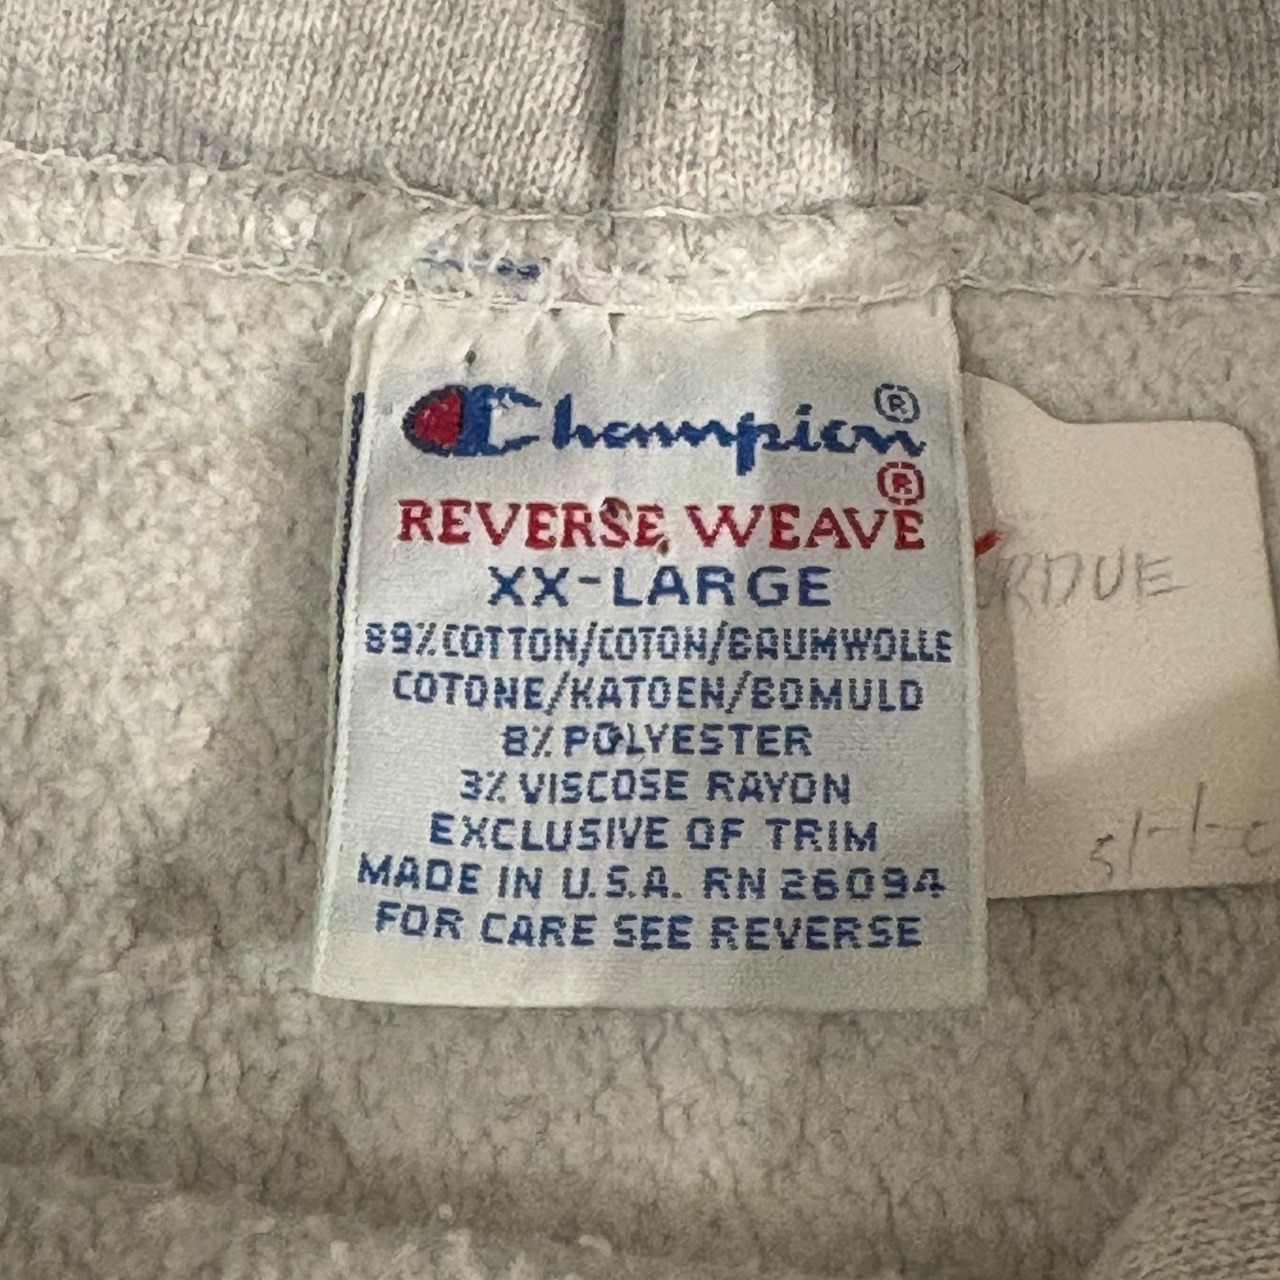 Champion®
REVERSE WEAVE®
XX-LARGE
89% COTTON/COTON/BAUMWOLLE
COTONE/KATOEN/BOMULD
8% POLYESTER
3% VISCOSE RAYON
EXCLUSIVE OF TRIM
MADE IN U.S.A. RN 26094
FOR CARE SEE REVERSE
RDUE